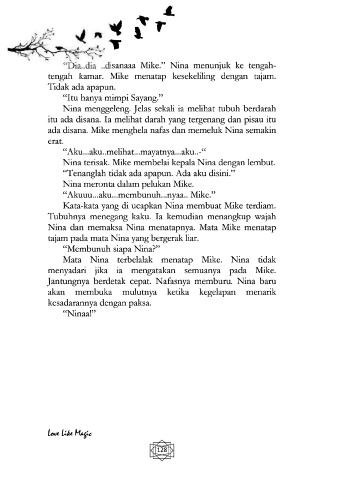 "Dia..dia ..disanaaa Mike." Nina menunjuk ke tengah-
tengah kamar. Mike menatap kesekeliling dengan tajam.
Tidak ada apapun.
"Itu hanya mimpi Sayang."
Nina menggeleng. Jelas sekali ia melihat tubuh berdarah
itu ada disana. Ia melihat darah yang tergenang dan pisau itu
ada disana. Mike menghela nafas dan memeluk Nina semakin
erat.
"Aku...aku..melihat...mayatnya...aku..-"
Nina terisak. Mike membelai kepala Nina dengan lembut.
"Tenanglah tidak ada apapun. Ada aku disini."
Nina meronta dalam pelukan Mike.
"Akuuu...aku...membunuh...nyaa.. Mike."
Kata-kata yang di ucapkan Nina membuat Mike terdiam.
Tubuhnya menegang kaku. Ia kemudian menangkup wajah
Nina dan memaksa Nina menatapnya. Mata Mike menatap
tajam pada mata Nina yang bergerak liar.
"Membunuh siapa Nina?"
Mata Nina terbelalak menatap Mike. Nina tidak
menyadari jika ia mengatakan semuanya pada Mike.
Jantungnya berdetak cepat. Nafasnya memburu. Nina baru
akan membuka mulutnya ketika kegelapan menarik
kesadarannya dengan paksa.
"Ninaa!"
Love Like Magic
128